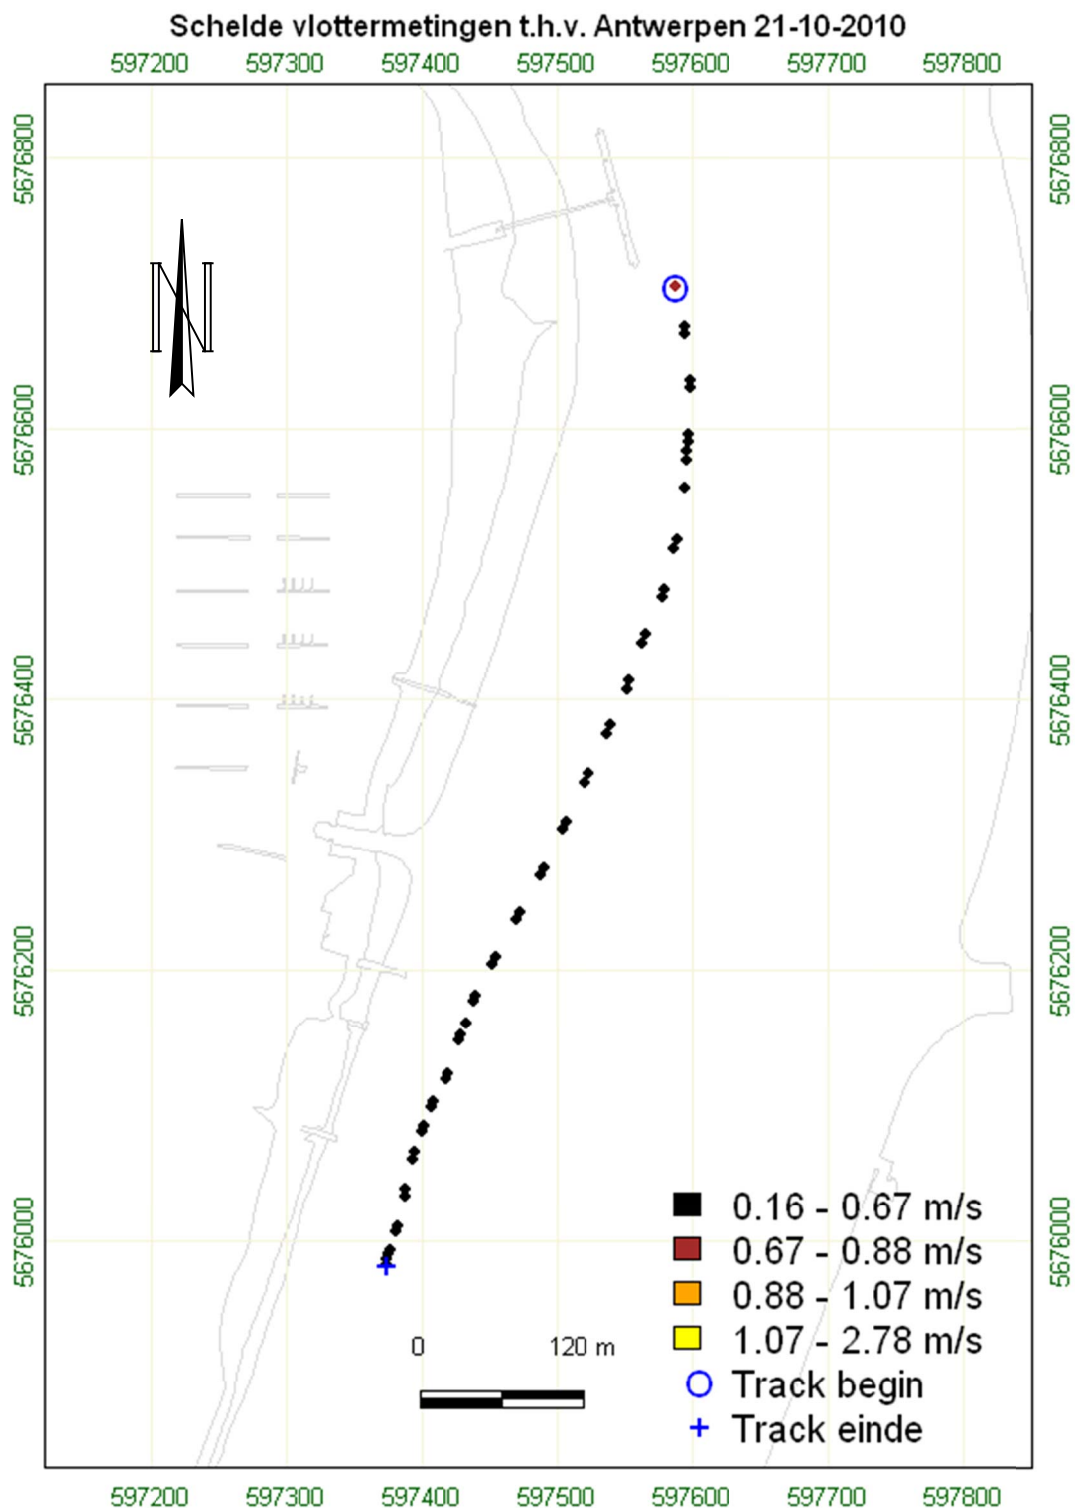 Schelde vlottermetingen t.h.v. Antwerpen 21-10-2010
597200 597300 597400 597500 597600 597700 597800
5676800 5676800
N
5676600 5676600
5676400 5676400
5676200 5676200
5676000 5676000
0.16 - 0.67 m/s
0.67 - 0.88 m/s
0.88 - 1.07 m/s
1.07 - 2.78 m/s
Track begin
Track einde
0 120 m
597200 597300 597400 597500 597600 597700 597800